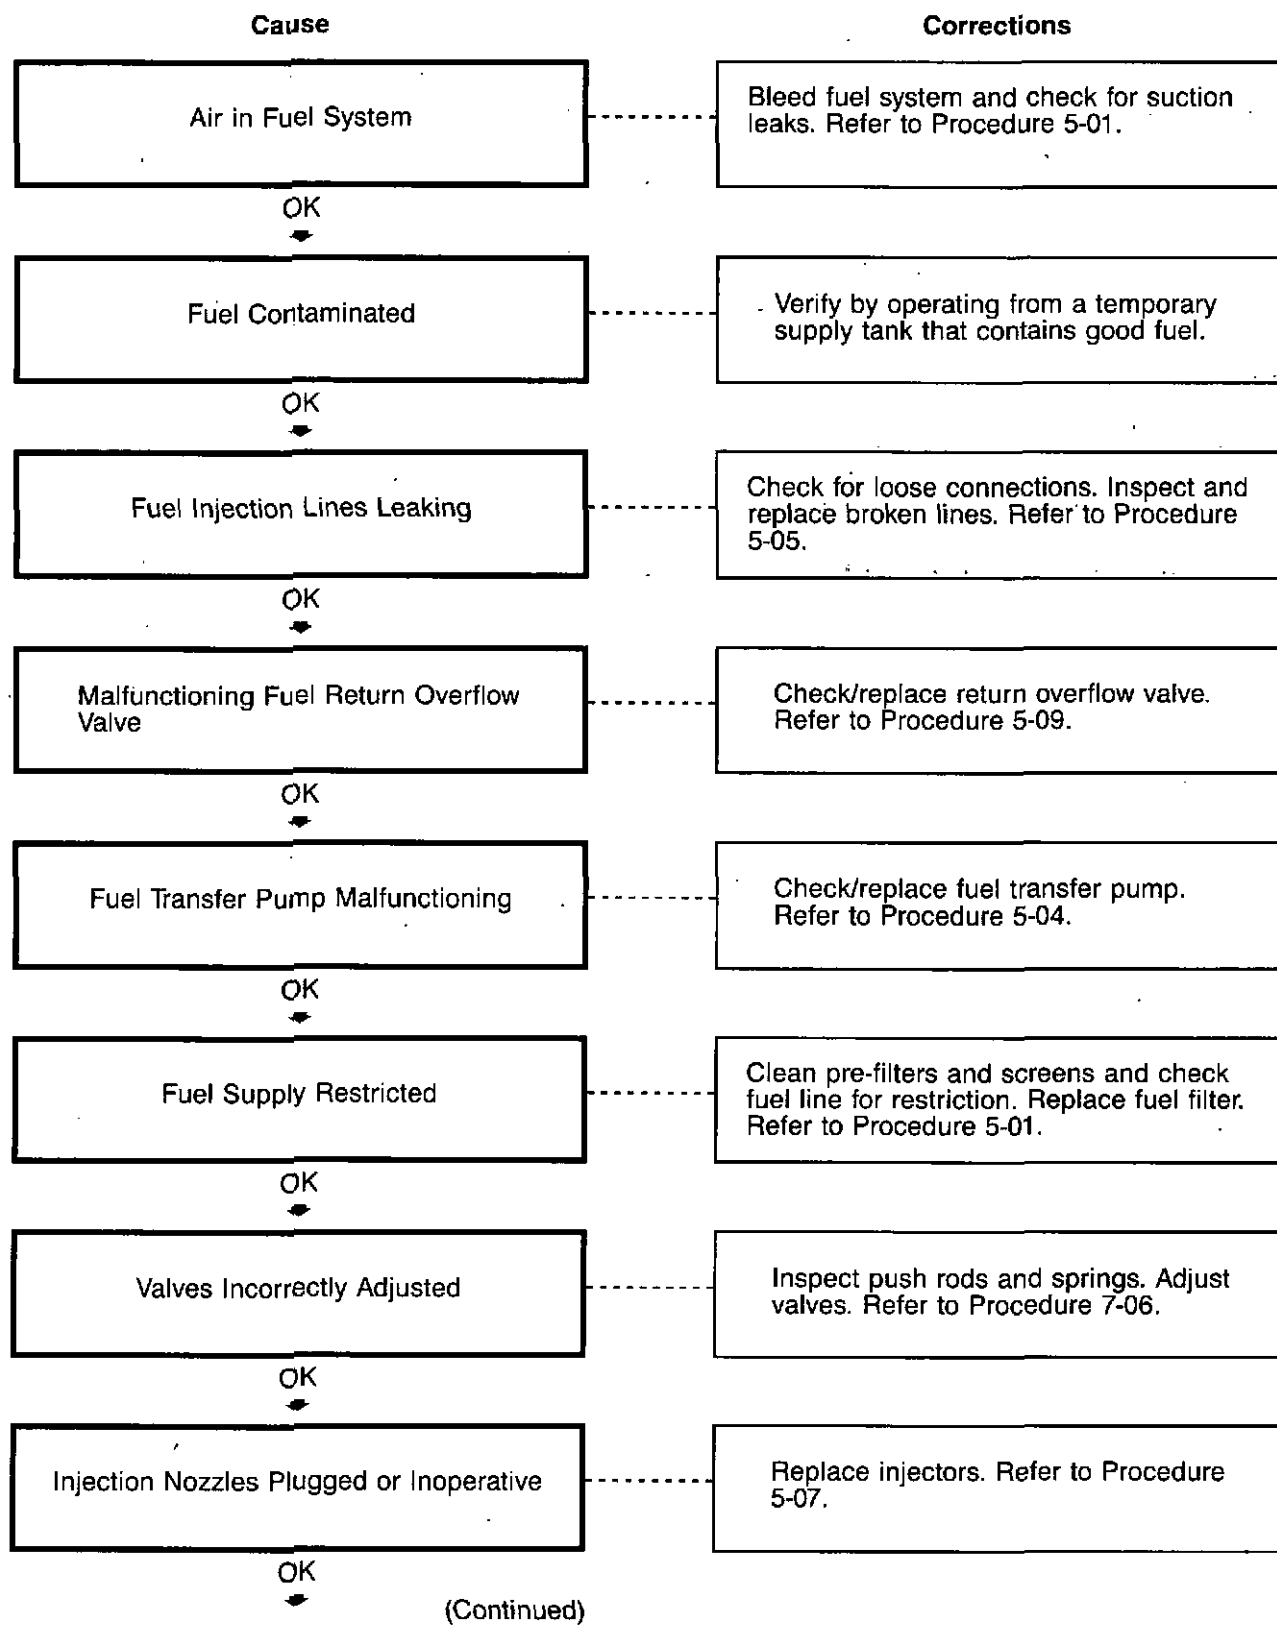 Cause
Corrections
Air in Fuel System
Bleed fuel system and check for suction
leaks. Refer to Procedure 5-01.
OK
Fuel Contaminated
Verify by operating from a temporary
supply tank that contains good fuel.
OK
Fuel Injection Lines Leaking
Check for loose connections. Inspect and
replace broken lines. Refer to Procedure
5-05.
OK
Malfunctioning Fuel Return Overflow
Valve
Check/replace return overflow valve.
Refer to Procedure 5-09.
OK
Fuel Transfer Pump Malfunctioning
Check/replace fuel transfer pump.
Refer to Procedure 5-04.
OK
Fuel Supply Restricted
Clean pre-filters and screens and check
fuel line for restriction. Replace fuel filter.
Refer to Procedure 5-01.
OK
Valves Incorrectly Adjusted
Inspect push rods and springs. Adjust
valves. Refer to Procedure 7-06.
OK
Injection Nozzles Plugged or Inoperative
Replace injectors. Refer to Procedure
5-07.
OK
(Continued)